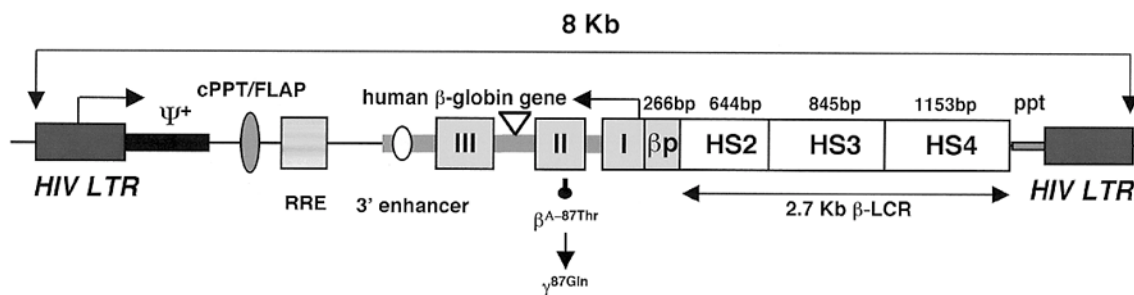 8 Kb
cPPT/FLAP
Ψ+
human β-globin gene
266bp 644bp 845bp 1153bp ppt
III II I βp HS2 HS3 HS4
HIV LTR
RRE
3' enhancer
βA–87Thr
2.7 Kb β-LCR
HIV LTR
γ87Gln